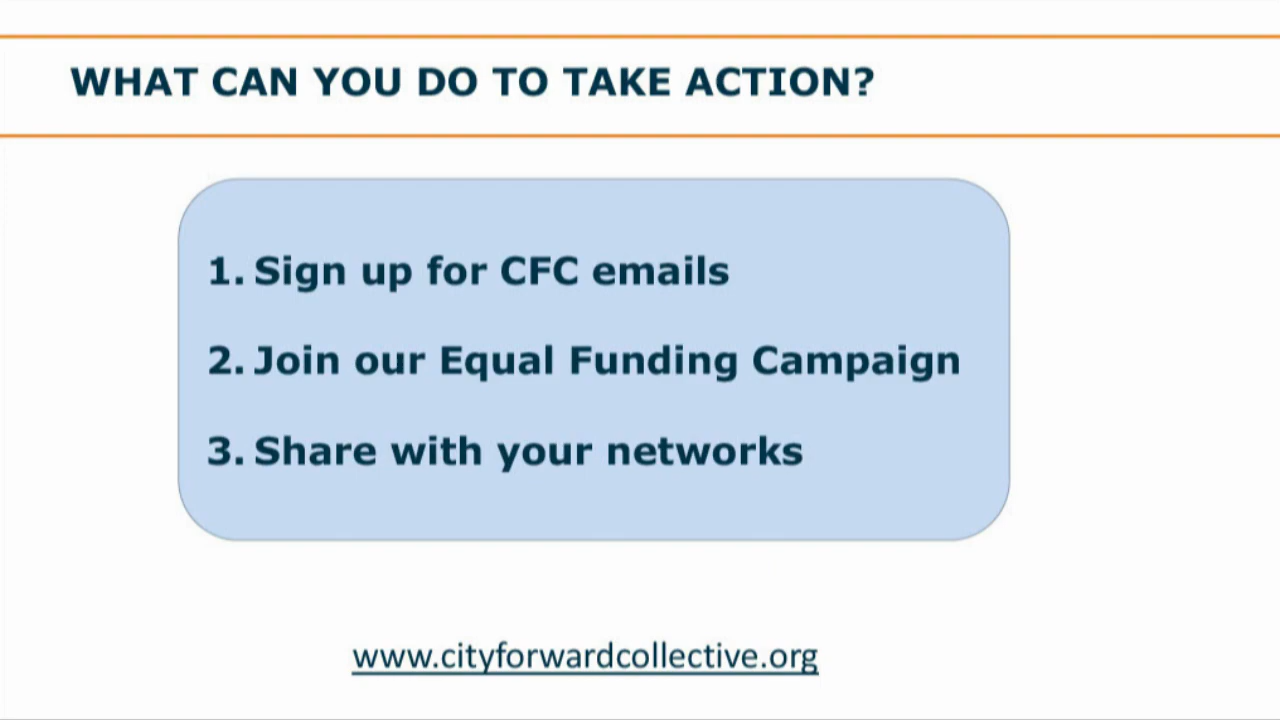 WHAT CAN YOU DO TO TAKE ACTION?
1. Sign up for CFC emails
2. Join our Equal Funding Campaign
3. Share with your networks
www.cityforwardcollective.org